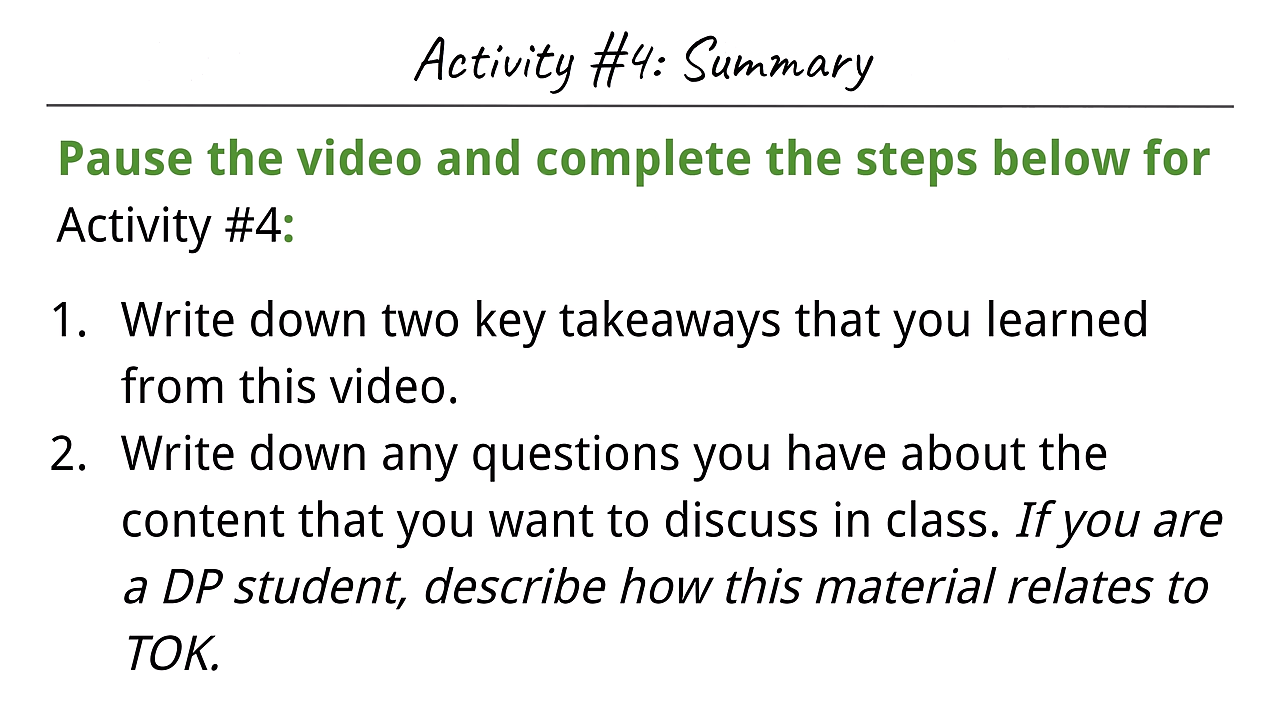 Activity #4: Summary
Pause the video and complete the steps below for
Activity #4:
1. Write down two key takeaways that you learned
from this video.
2. Write down any questions you have about the
content that you want to discuss in class. If you are
a DP student, describe how this material relates to
TOK.